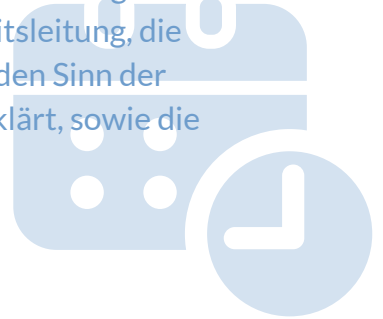 itsleitung, die
den Sinn der
klärt, sowie die